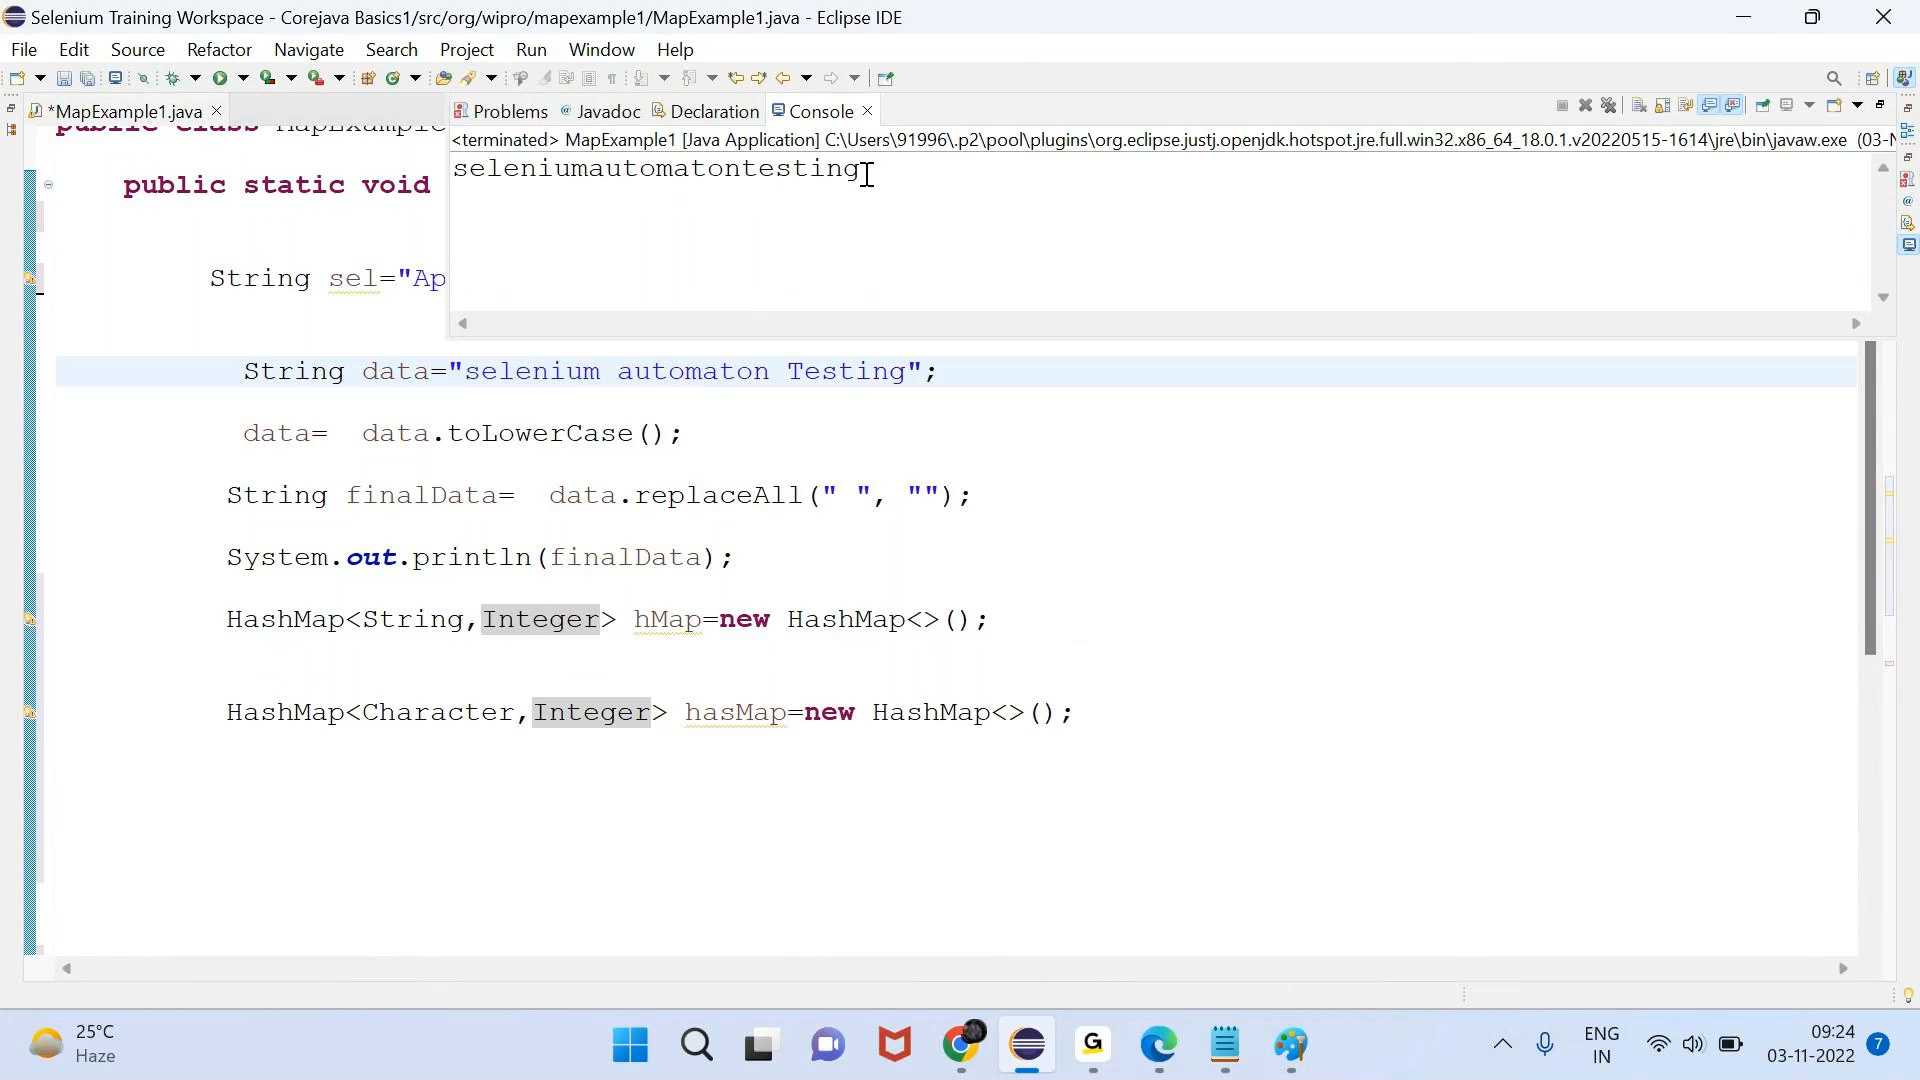 Selenium Training Workspace - Corejava Basics1/src/org/wipro/mapexample1/MapExample1.java - Eclipse IDE
File Edit Source Refactor Navigate Search Project Run Window Help
*MapExample1.java
Problems Javadoc Declaration Console
<terminated> MapExample1 [Java Application] C:\Users\91996\.p2\pool\plugins\org.eclipse.justj.openjdk.hotspot.jre.full.win32.x86_64_18.0.1.v20220515-1614\jre\bin\javaw.exe (03-N
seleniumautomatontesting
public class MapExample
public static void
String sel="Ap
String data="selenium automaton Testing";
data= data.toLowerCase();
String finalData= data.replaceAll(" ", "");
System.out.println(finalData);
HashMap<String,Integer> hMap=new HashMap<>();
HashMap<Character,Integer> hasMap=new HashMap<>();
25°C
Haze
G
ENG
IN
09:24
03-11-2022
7